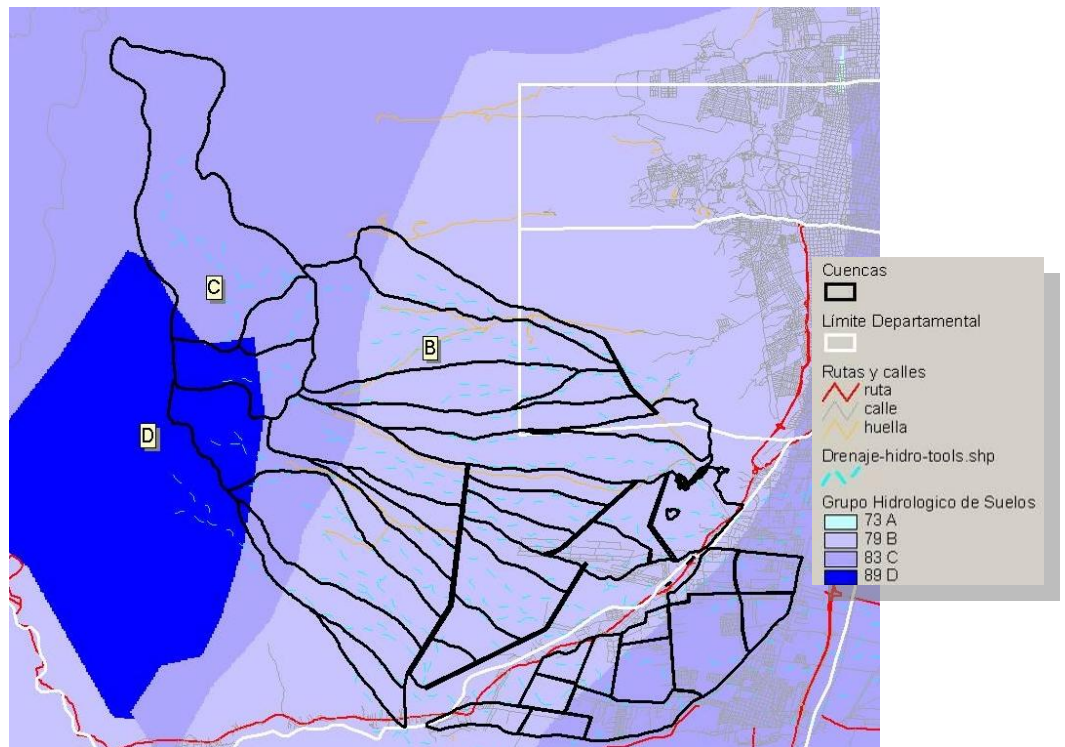 C
B
D
Cuencas
Límite Departamental
Rutas y calles
ruta
calle
huella
Drenaje-hidro-tools.shp
Grupo Hidrologico de Suelos
73 A
79 B
83 C
89 D